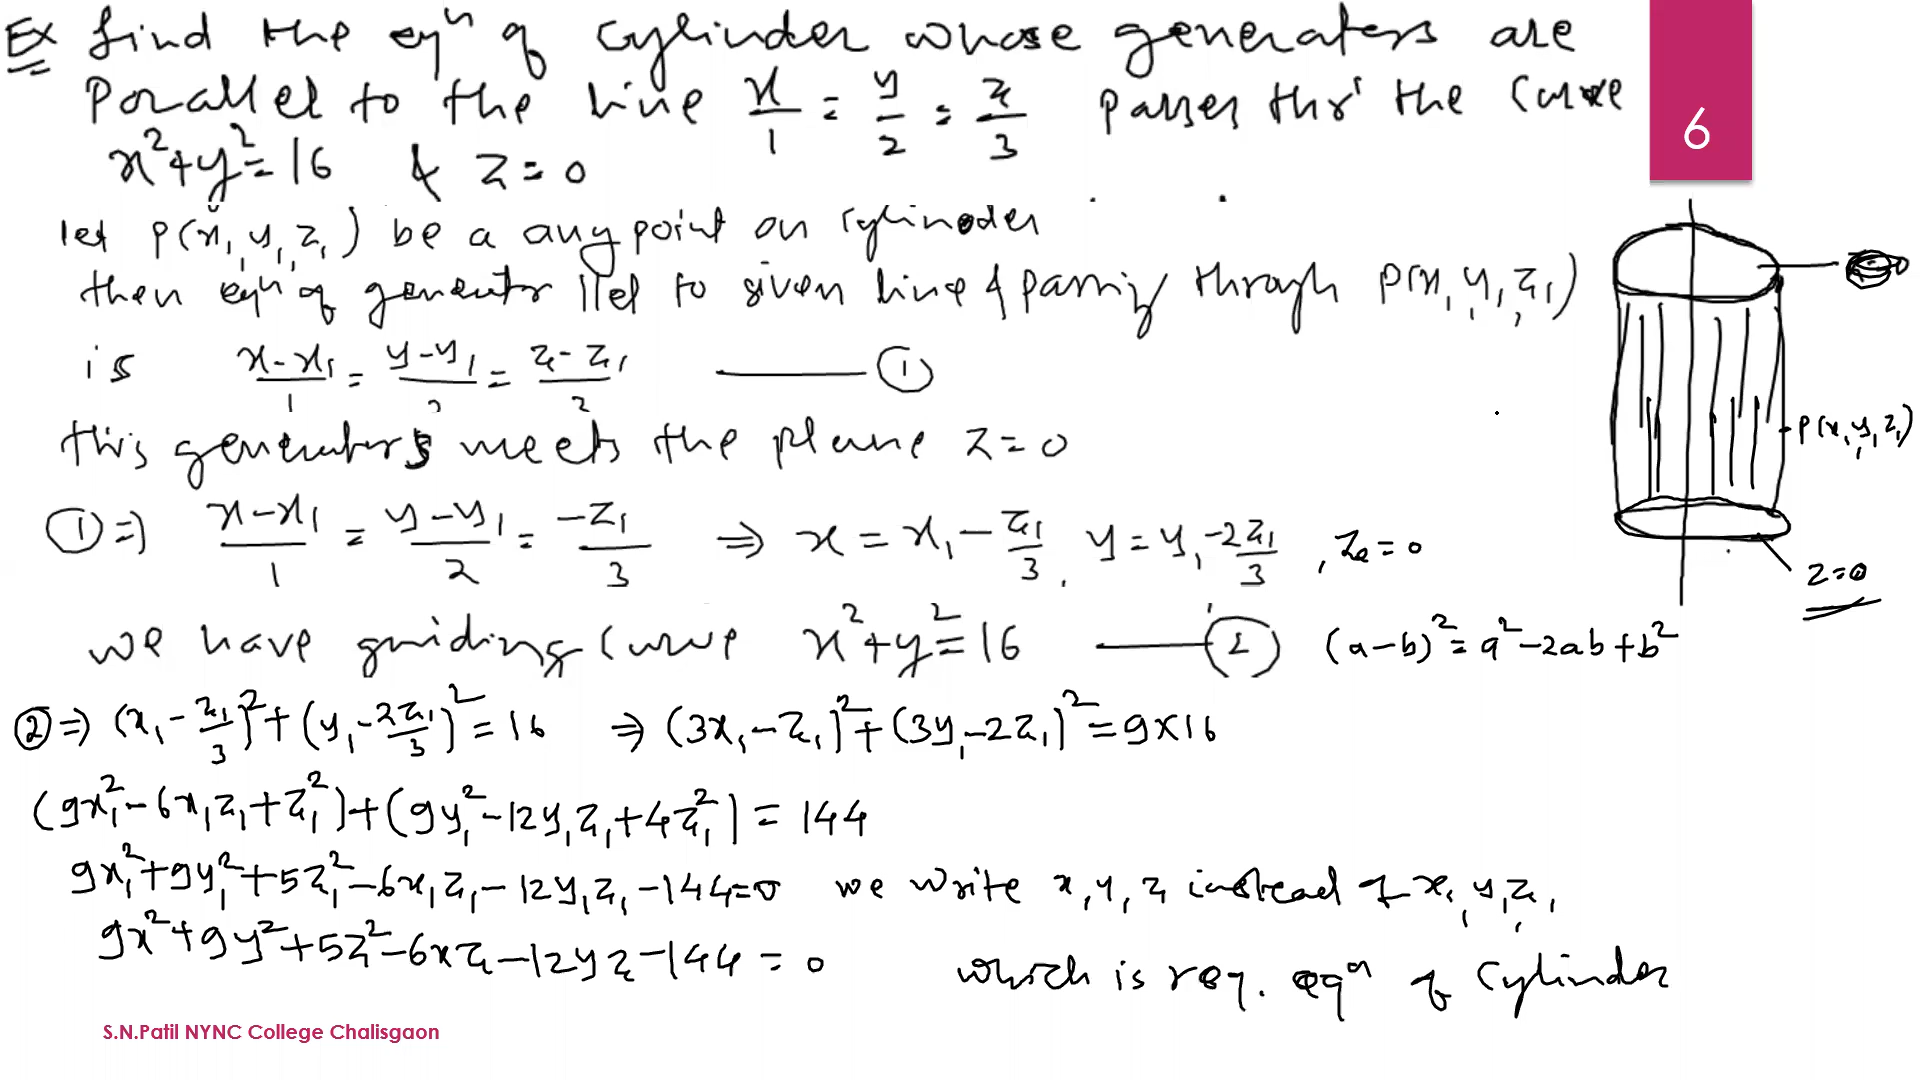 Ex find the eqⁿ of cylinder whose generators are
6
Parallel to the line x/1 = y/2 = z/3 passes thr' the curve
x²+y²=16 & z=0
let P(x₁ y₁ z₁) be a any point on cylinder
then eqⁿ of generator llel to given line & passing through P(x₁, y₁, z₁)
is (x-x₁)/1 = (y-y₁)/2 = (z-z₁)/3 ——— ①
this generators meets the plane z=0
P(x₁, y₁, z₁)
①⇒) (x-x₁)/1 = (y-y₁)/2 = -z₁/3 ⇒ x = x₁ - z₁/3, y = y₁ - 2z₁/3, z=0
z=0
we have guiding curve x²+y²=16 ——— ② (a-b)²=a²-2ab+b²
②⇒) (x₁ - z₁/3)² + (y₁ - 2z₁/3)² = 16 ⇒ (3x₁-z₁)²+(3y₁-2z₁)²=9×16
(9x₁²-6x₁z₁+z₁²)+(9y₁²-12y₁z₁+4z₁²) = 144
9x₁²+9y₁²+5z₁²-6x₁z₁-12y₁z₁-144=0 we write x,y,z instead of x₁, y₁, z₁
9x²+9y²+5z²-6xz-12yz-144=0 which is req. eqⁿ of cylinder
S.N.Patil NYNC College Chalisgaon